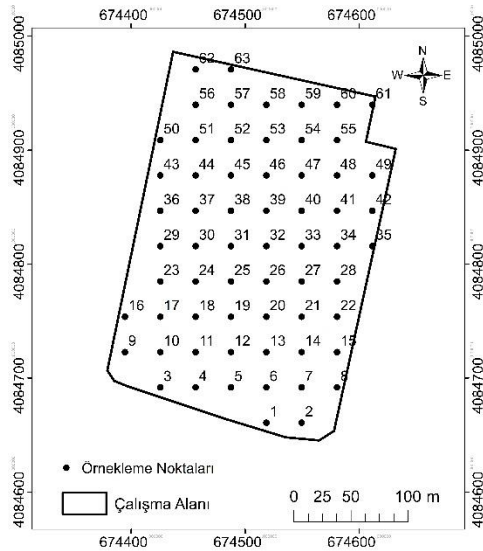 674400 674500 674600
4085000 4085000
N
W E
S
62 63
56 57 58 59 60 61
4084900 4084900
50 51 52 53 54 55
43 44 45 46 47 48 49
36 37 38 39 40 41 42
4084800 4084800
29 30 31 32 33 34 35
23 24 25 26 27 28
16 17 18 19 20 21 22
9 10 11 12 13 14 15
4084700 4084700
3 4 5 6 7 8
1 2
Örnekleme Noktaları
Çalışma Alanı
0 25 50 100 m
4084600 4084600
674400 674500 674600